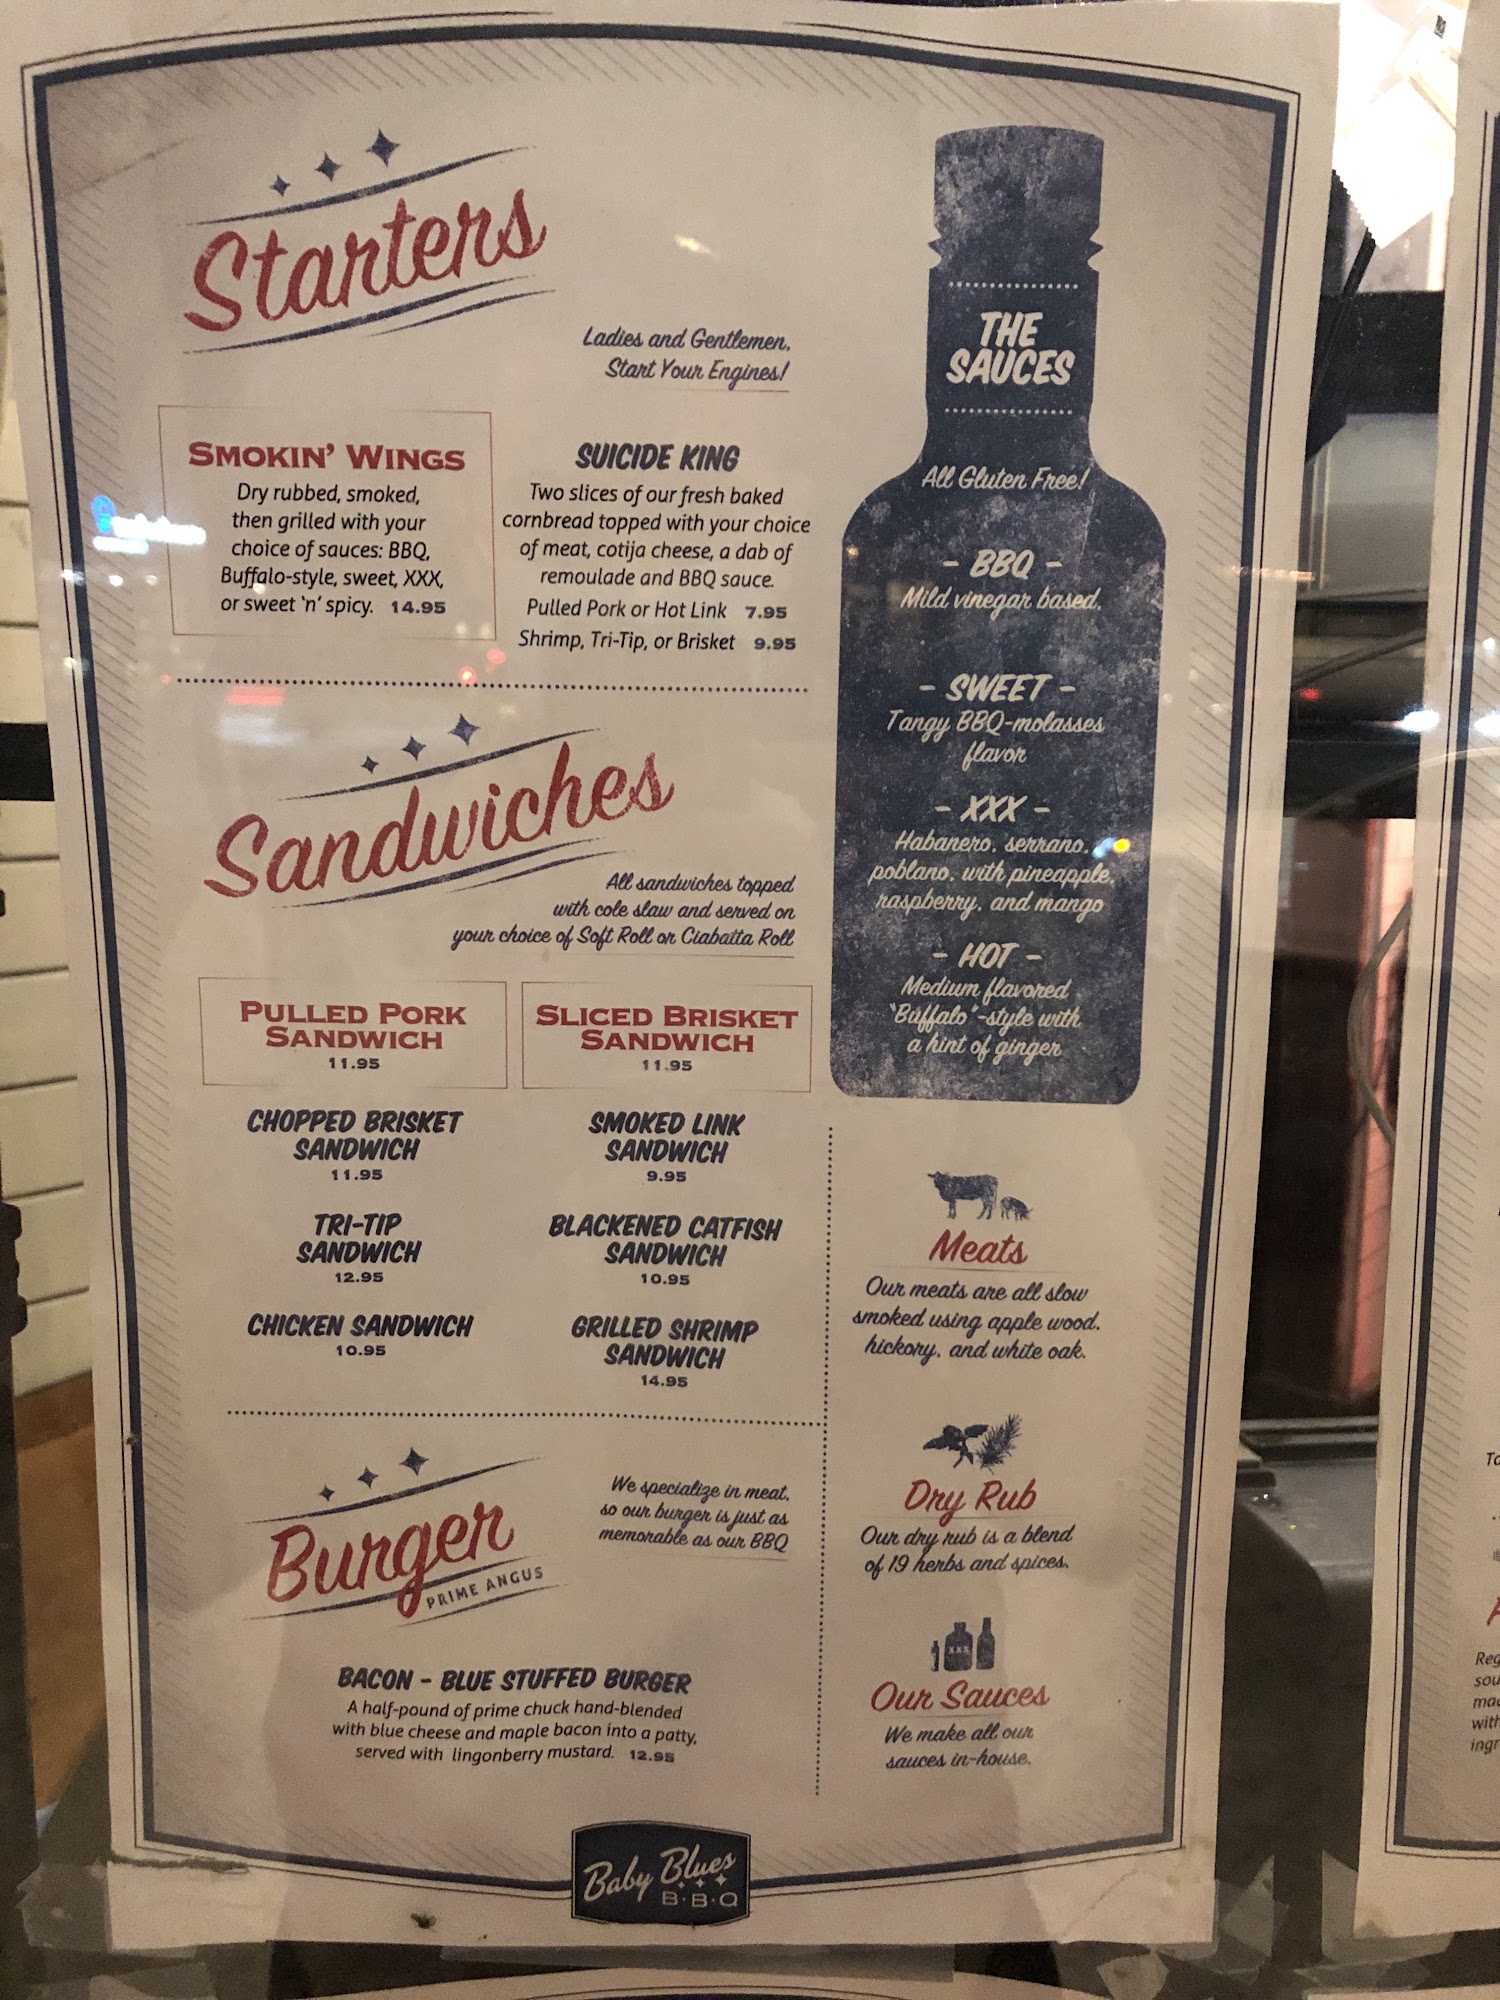 Starters
Ladies and Gentlemen,
Start Your Engines!
SMOKIN' WINGS
Dry rubbed, smoked,
then grilled with your
choice of sauces: BBQ,
Buffalo-style, sweet, XXX,
or sweet 'n' spicy. 14.95
SUICIDE KING
Two slices of our fresh baked
cornbread topped with your choice
of meat, cotija cheese, a dab of
remoulade and BBQ sauce.
Pulled Pork or Hot Link 7.95
Shrimp, Tri-Tip, or Brisket 9.95
Sandwiches
All sandwiches topped
with cole slaw and served on
your choice of Soft Roll or Ciabatta Roll
PULLED PORK
SANDWICH
11.95
SLICED BRISKET
SANDWICH
11.95
CHOPPED BRISKET
SANDWICH
11.95
SMOKED LINK
SANDWICH
9.95
TRI-TIP
SANDWICH
12.95
BLACKENED CATFISH
SANDWICH
10.95
CHICKEN SANDWICH
10.95
GRILLED SHRIMP
SANDWICH
14.95
Burger
PRIME ANGUS
We specialize in meat,
so our burger is just as
memorable as our BBQ
BACON - BLUE STUFFED BURGER
A half-pound of prime chuck hand-blended
with blue cheese and maple bacon into a patty,
served with lingonberry mustard. 12.95
THE
SAUCES
All Gluten Free!
- BBQ -
Mild vinegar based.
- SWEET -
Tangy BBQ-molasses
flavor
- XXX -
Habanero, serrano,
poblano, with pineapple,
raspberry, and mango
- HOT -
Medium flavored
"Buffalo"-style with
a hint of ginger
Meats
Our meats are all slow
smoked using apple wood,
hickory, and white oak.
Dry Rub
Our dry rub is a blend
of 19 herbs and spices.
XXX
Our Sauces
We make all our
sauces in-house.
Baby Blues
B·B·Q